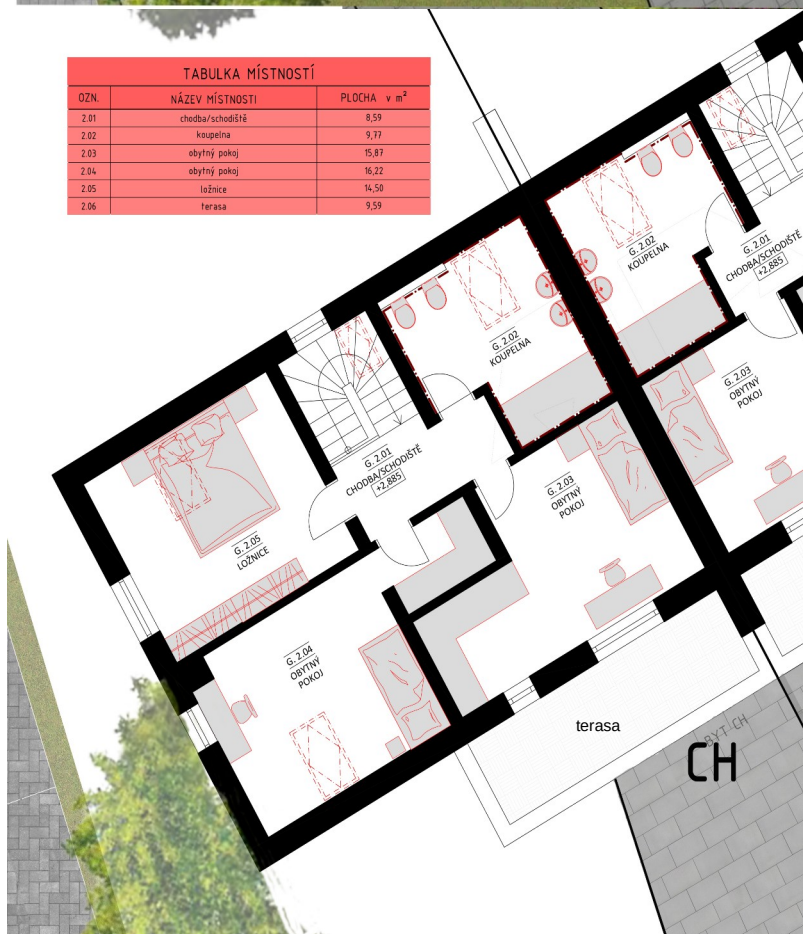 TABULKA MÍSTNOSTÍ
OZN. NÁZEV MÍSTNOSTI PLOCHA v m²
2.01 chodba/schodiště 8,59
2.02 koupelna 9,77
2.03 obytný pokoj 15,87
2.04 obytný pokoj 16,22
2.05 ložnice 14,50
2.06 terasa 9,59
G. 2.02
KOUPELNA
G. 2.01
CHODBA/SCHODIŠTĚ
+2,885
G. 2.02
KOUPELNA
G. 2.03
OBYTNÝ
POKOJ
G. 2.01
CHODBA/SCHODIŠTĚ
+2,885
G. 2.03
OBYTNÝ
POKOJ
G. 2.05
LOŽNICE
G. 2.04
OBYTNÝ
POKOJ
terasa
BYT CH
CH